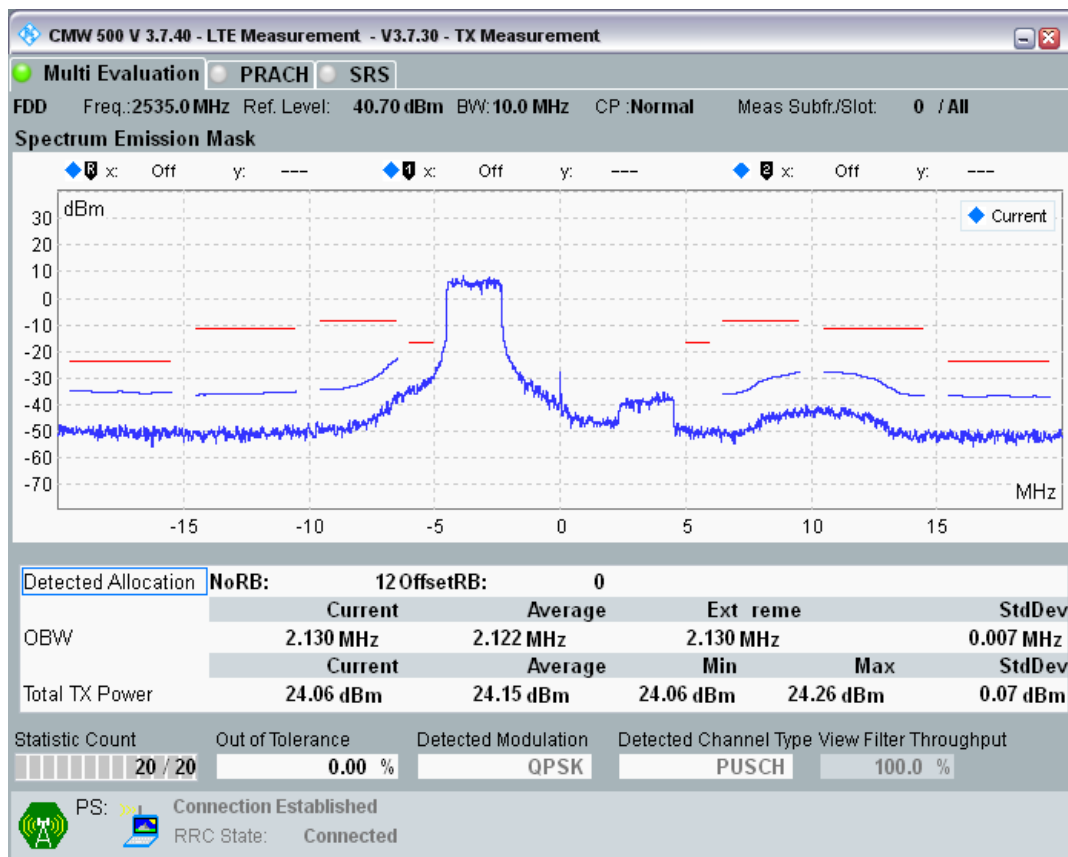 CMW 500 V 3.7.40 - LTE Measurement - V3.7.30 - TX Measurement
Multi Evaluation PRACH SRS
FDD Freq.:2535.0 MHz Ref. Level: 40.70 dBm BW: 10.0 MHz CP :Normal Meas Subfr./Slot: 0 / All
Spectrum Emission Mask
R x: Off y: --- 1 x: Off y: --- 2 x: Off y: ---
dBm
Current
30
20
10
0
-10
-20
-30
-40
-50
-60
-70
MHz
-15 -10 -5 0 5 10 15
Detected Allocation NoRB: 12 OffsetRB: 0
Current Average Ext reme StdDev
OBW 2.130 MHz 2.122 MHz 2.130 MHz 0.007 MHz
Current Average Min Max StdDev
Total TX Power 24.06 dBm 24.15 dBm 24.06 dBm 24.26 dBm 0.07 dBm
Statistic Count Out of Tolerance Detected Modulation Detected Channel Type View Filter Throughput
20 / 20 0.00 % QPSK PUSCH 100.0 %
PS: Connection Established
RRC State: Connected